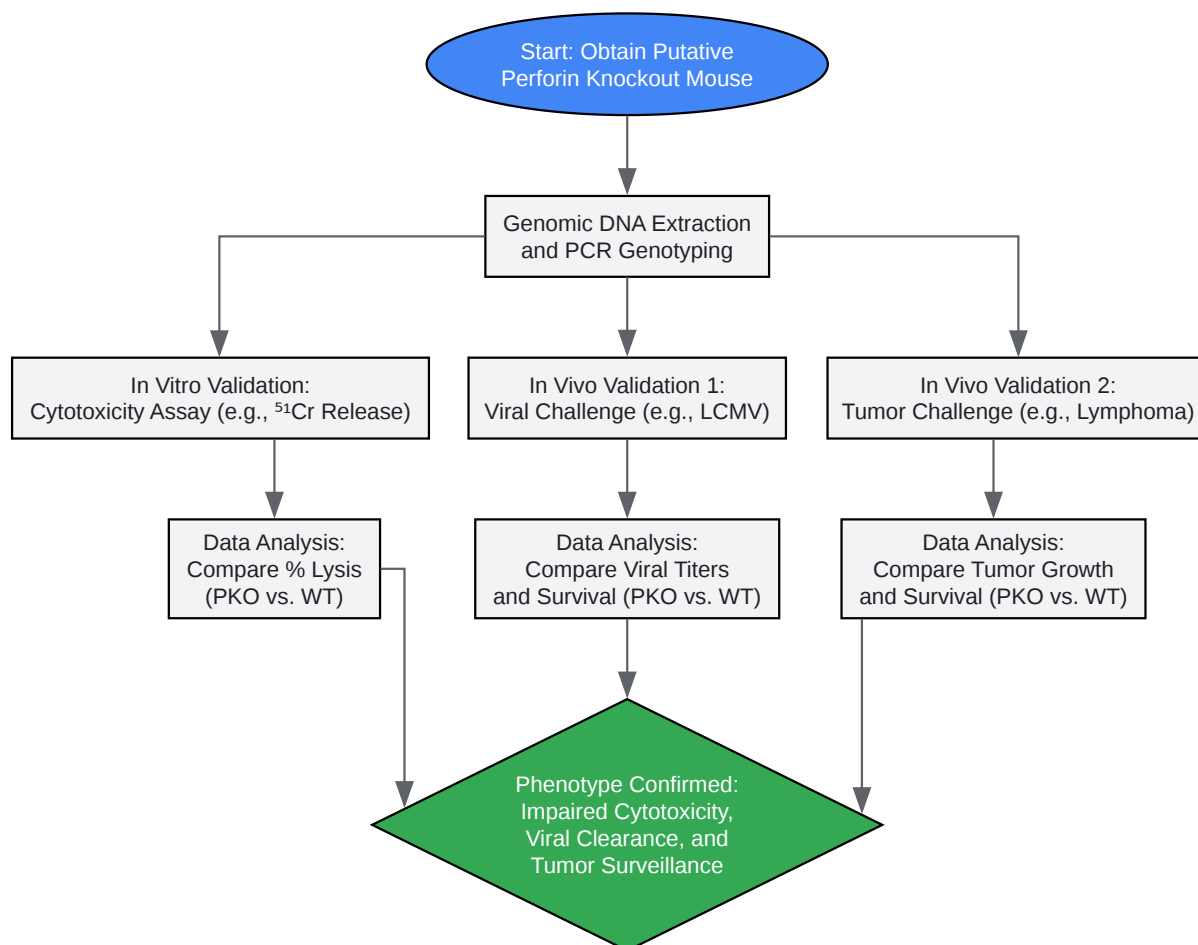 Start: Obtain Putative
Perforin Knockout Mouse
Genomic DNA Extraction
and PCR Genotyping
In Vitro Validation:
Cytotoxicity Assay (e.g., ⁵¹Cr Release)
In Vivo Validation 1:
Viral Challenge (e.g., LCMV)
In Vivo Validation 2:
Tumor Challenge (e.g., Lymphoma)
Data Analysis:
Compare % Lysis
(PKO vs. WT)
Data Analysis:
Compare Viral Titers
and Survival (PKO vs. WT)
Data Analysis:
Compare Tumor Growth
and Survival (PKO vs. WT)
Phenotype Confirmed:
Impaired Cytotoxicity,
Viral Clearance, and
Tumor Surveillance